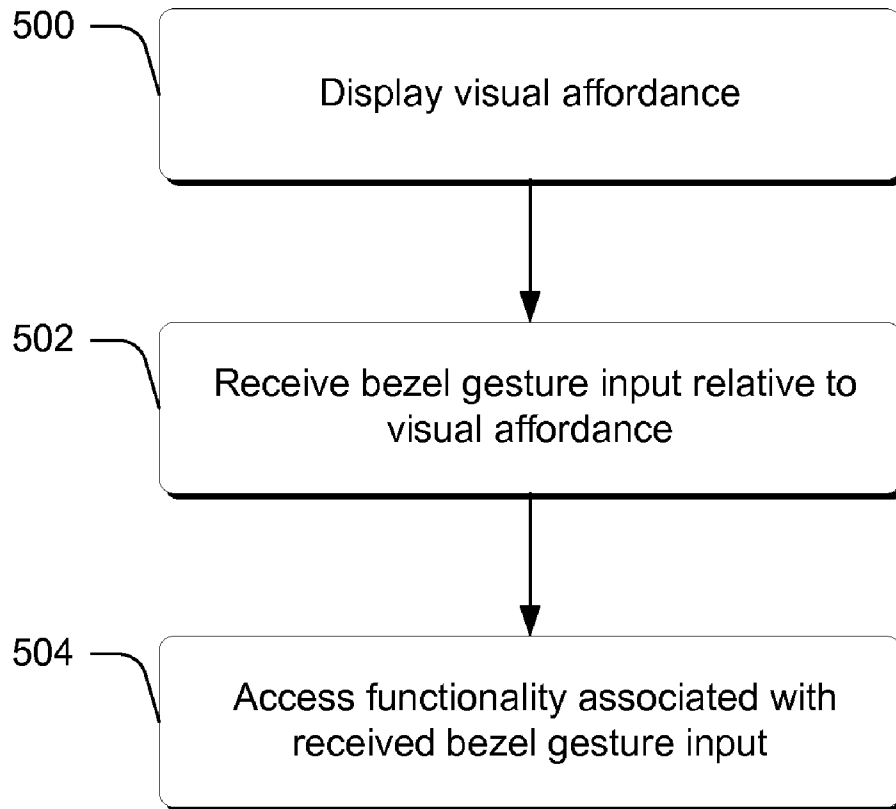 500
Display visual affordance
502
Receive bezel gesture input relative to
visual affordance
504
Access functionality associated with
received bezel gesture input